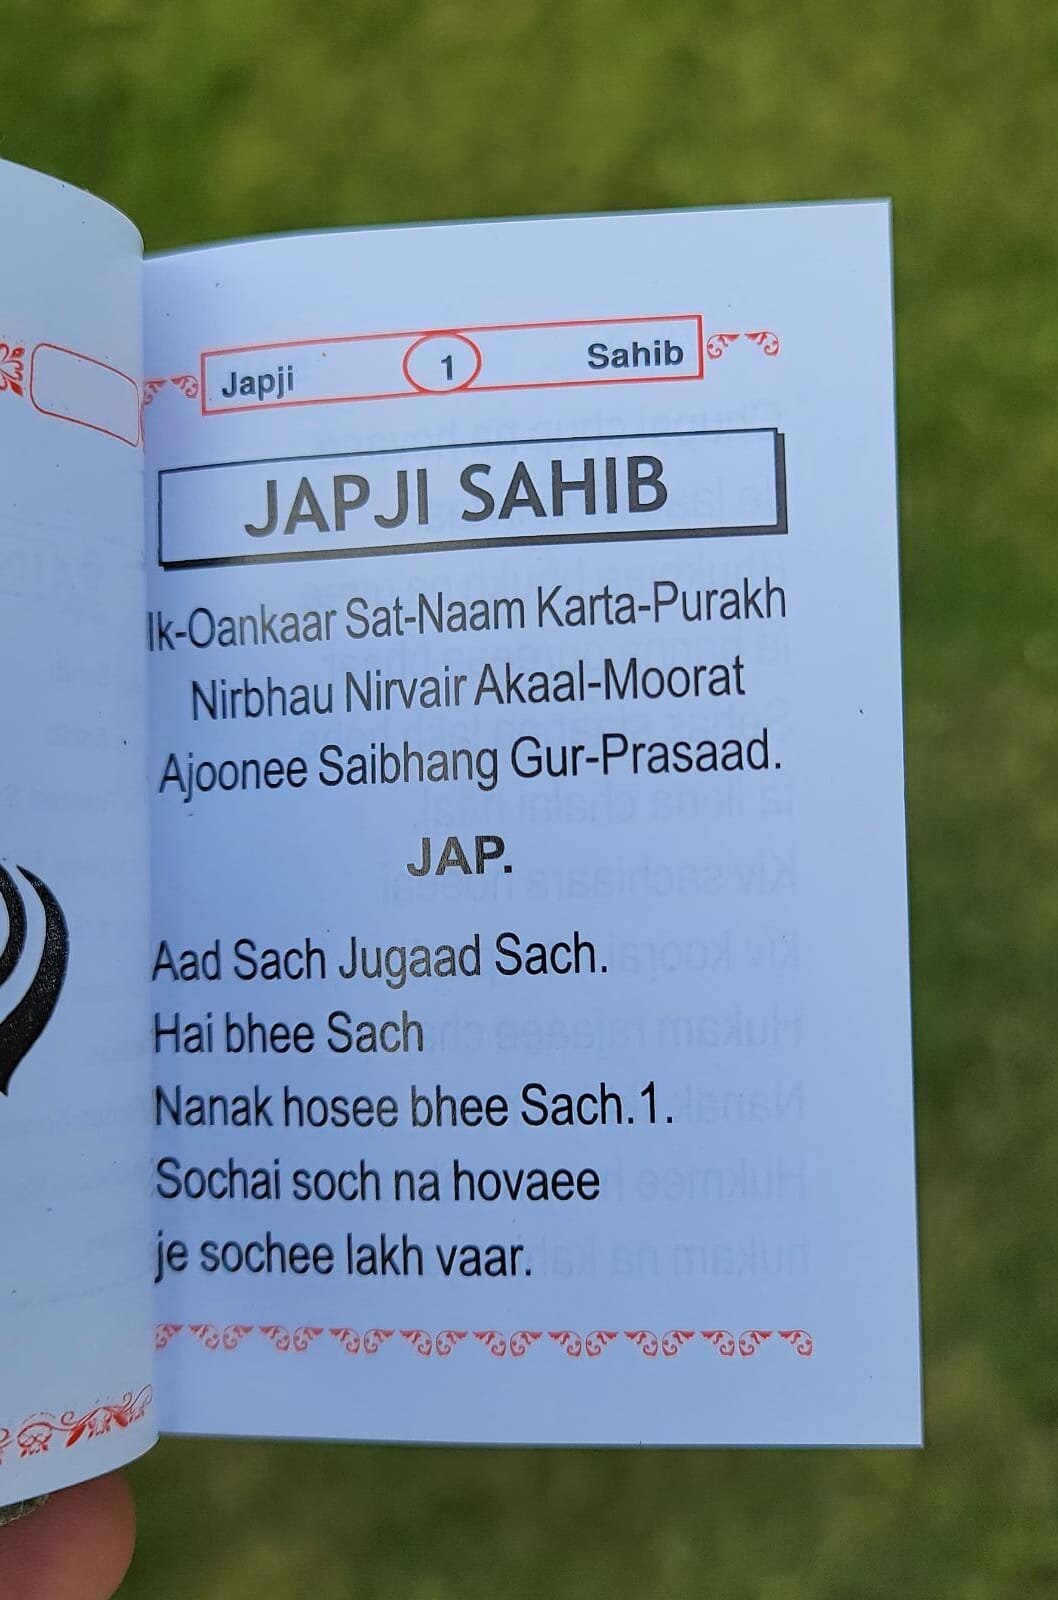 Japji 1 Sahib
JAPJI SAHIB
Ik-Oankaar Sat-Naam Karta-Purakh
Nirbhau Nirvair Akaal-Moorat
Ajoonee Saibhang Gur-Prasaad.
JAP.
Aad Sach Jugaad Sach.
Hai bhee Sach
Nanak hosee bhee Sach.1.
Sochai soch na hovaee
je sochee lakh vaar.